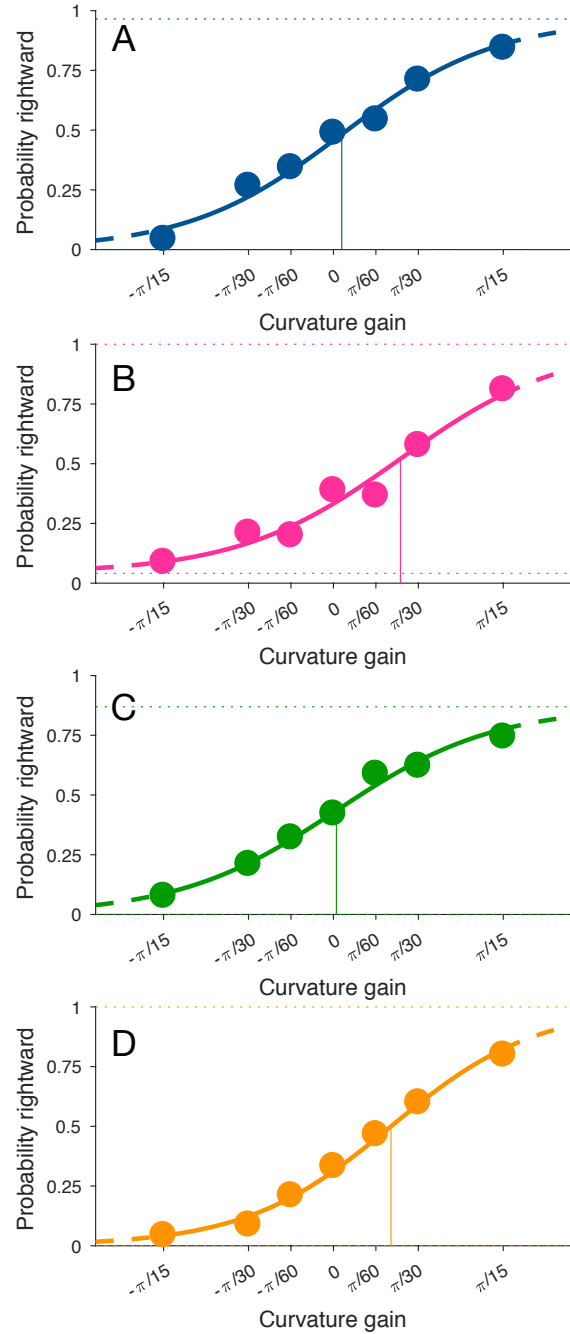 A
Probability rightward
1
0.75
0.5
0.25
0
-π/15
-π/30
-π/60
0
π/60
π/30
π/15
Curvature gain
B
Probability rightward
1
0.75
0.5
0.25
0
-π/15
-π/30
-π/60
0
π/60
π/30
π/15
Curvature gain
C
Probability rightward
1
0.75
0.5
0.25
0
-π/15
-π/30
-π/60
0
π/60
π/30
π/15
Curvature gain
D
Probability rightward
1
0.75
0.5
0.25
0
-π/15
-π/30
-π/60
0
π/60
π/30
π/15
Curvature gain